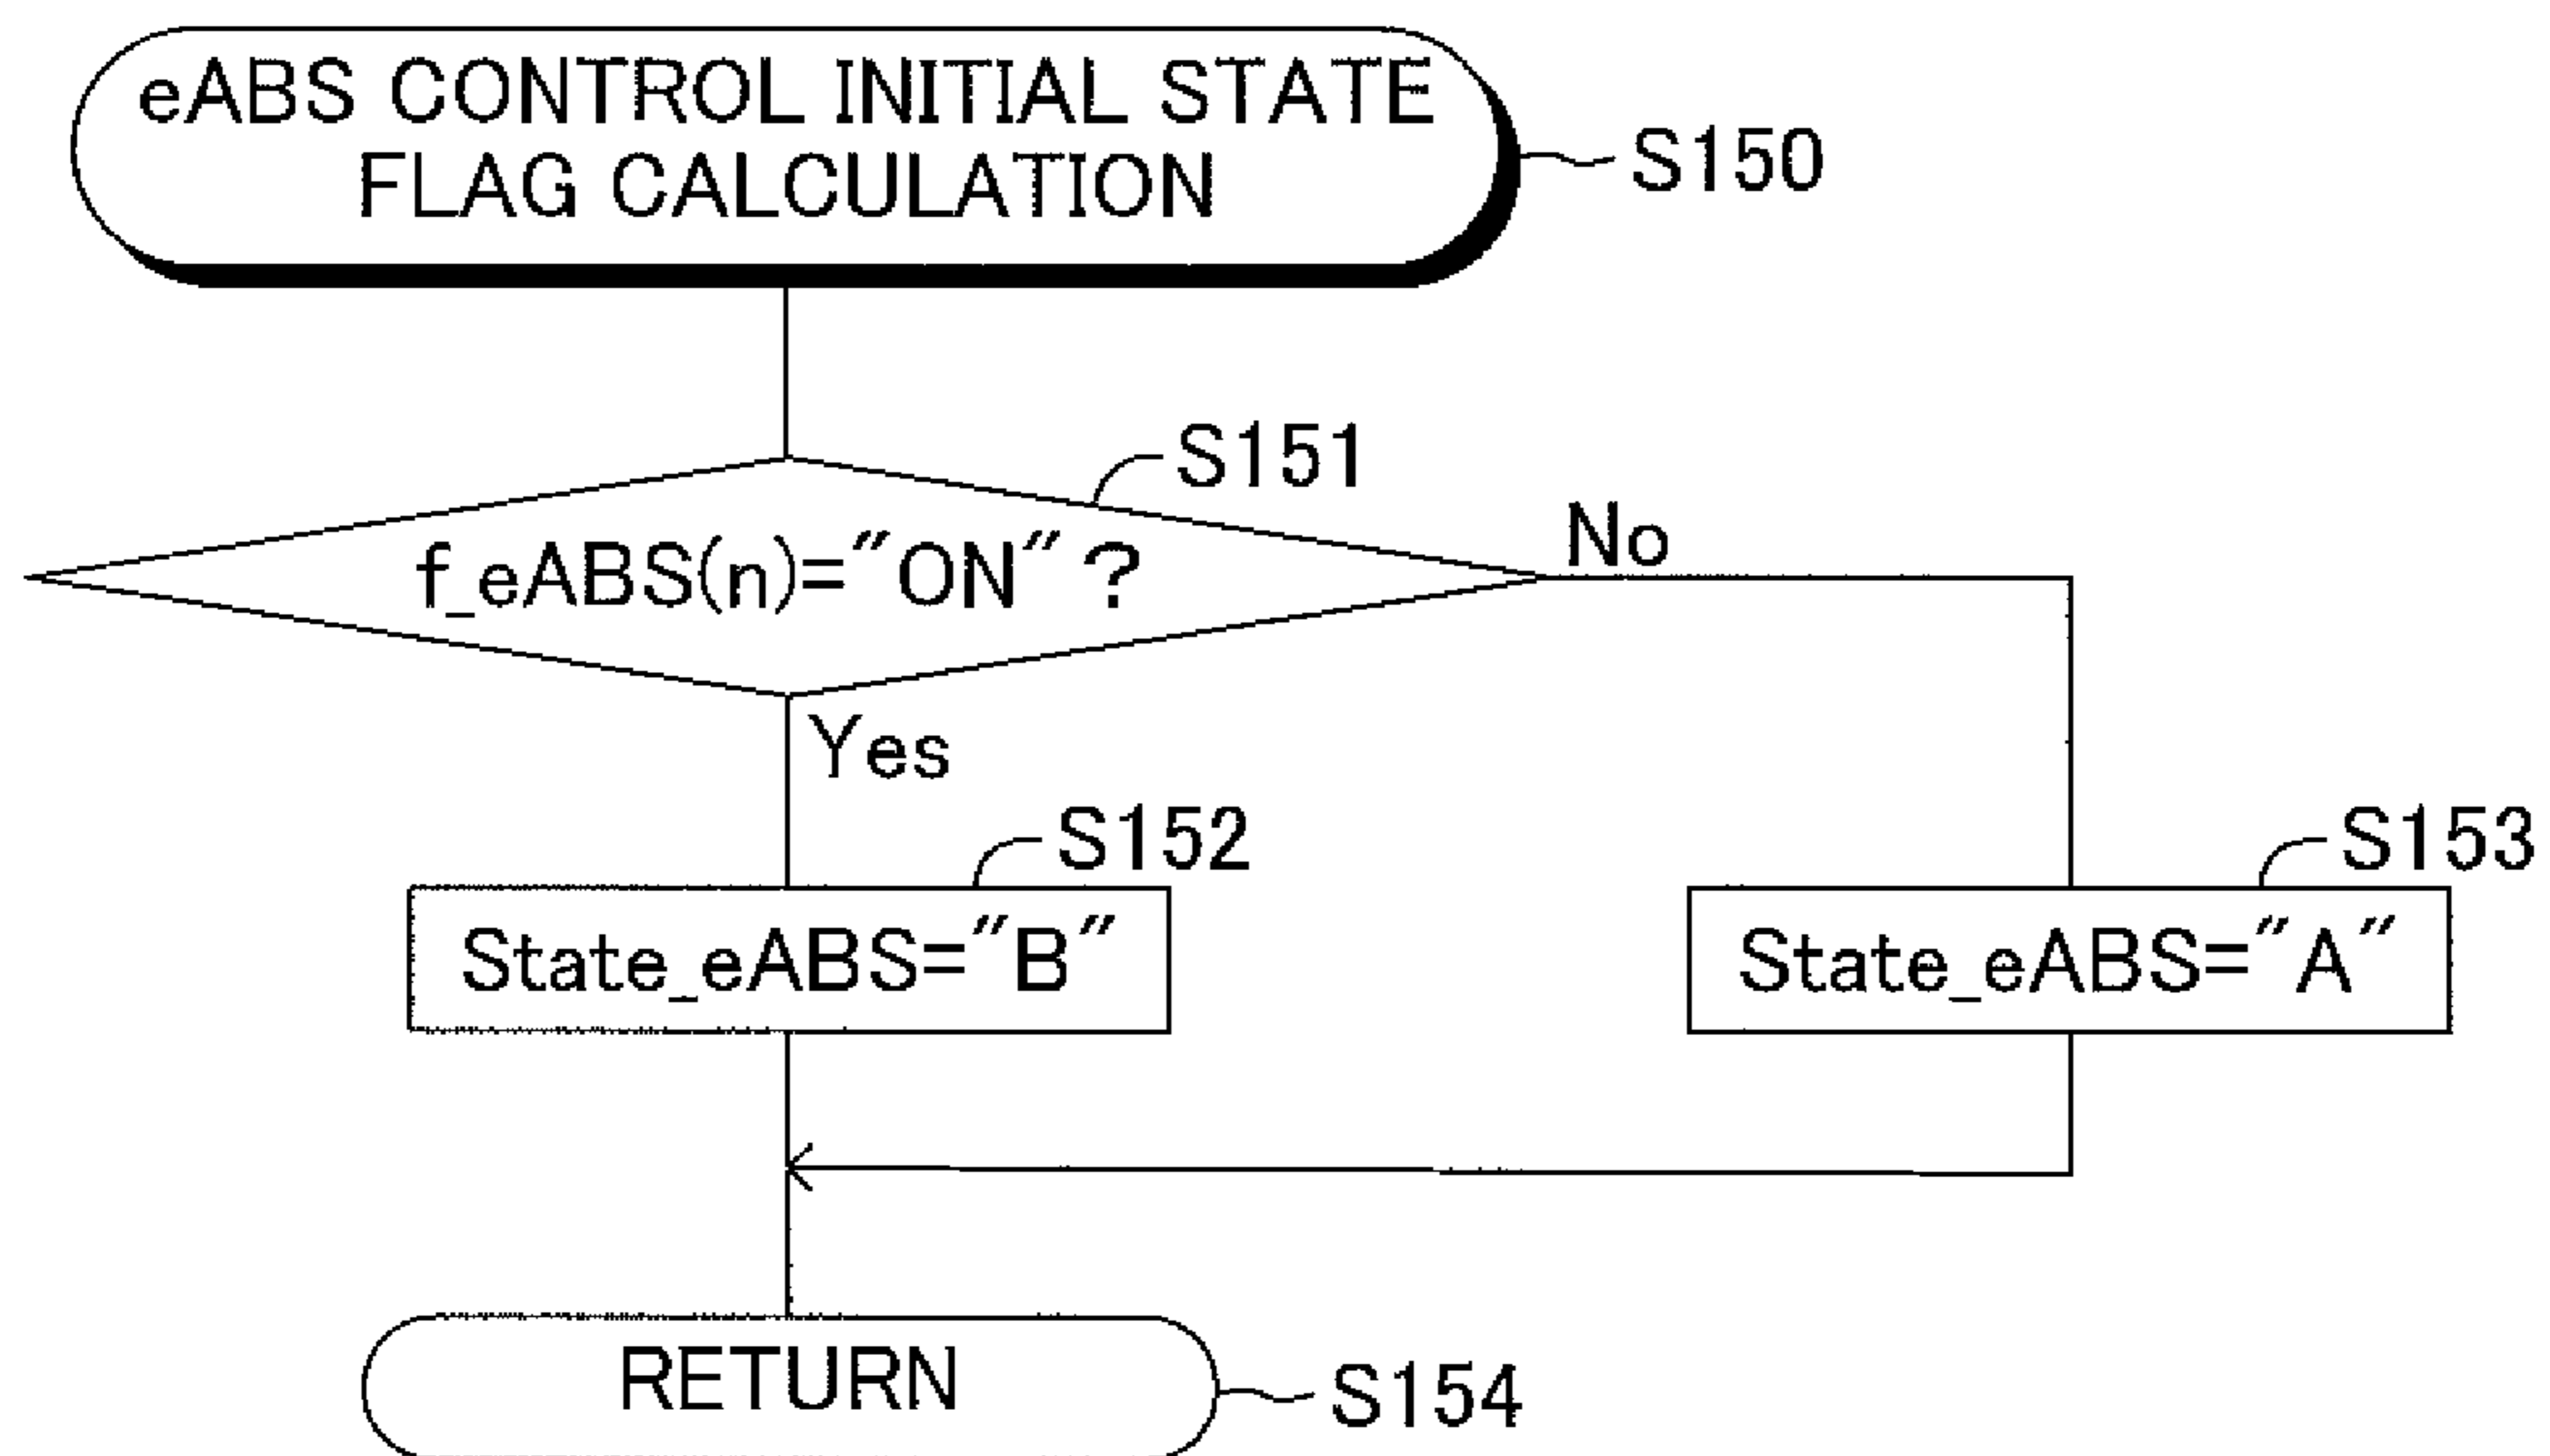 eABS CONTROL INITIAL STATE
FLAG CALCULATION
S150
S151
f_eABS(n)="ON"?
No
Yes
S152
State_eABS="B"
S153
State_eABS="A"
RETURN
S154